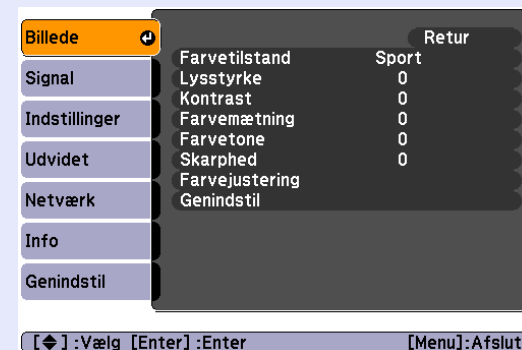 Billede
Signal
Indstillinger
Udvidet
Netværk
Info
Genindstil
Retur
Farvetilstand Sport
Lysstyrke 0
Kontrast 0
Farvemætning 0
Farvetone 0
Skarphed 0
Farvejustering
Genindstil
[◆] :Vælg [Enter] :Enter [Menu]:Afslut